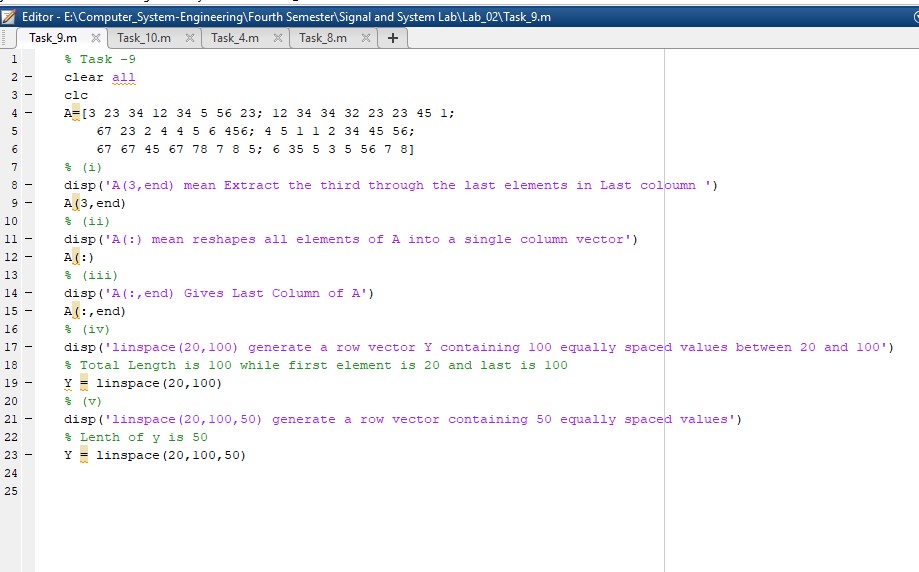 Editor - E:\Computer_System-Engineering\Fourth Semester\Signal and System Lab\Lab_02\Task_9.m
Task_9.m × Task_10.m × Task_4.m × Task_8.m × +
1 % Task -9
2 - clear all
3 - clc
4 - A=[3 23 34 12 34 5 56 23; 12 34 34 32 23 23 45 1;
5 67 23 2 4 4 5 6 456; 4 5 1 1 2 34 45 56;
6 67 67 45 67 78 7 8 5; 6 35 5 3 5 56 7 8]
7 % (i)
8 - disp('A(3,end) mean Extract the third through the last elements in Last coloumn ')
9 - A(3,end)
10 % (ii)
11 - disp('A(:) mean reshapes all elements of A into a single column vector')
12 - A(:)
13 % (iii)
14 - disp('A(:,end) Gives Last Column of A')
15 - A(:,end)
16 % (iv)
17 - disp('linspace(20,100) generate a row vector Y containing 100 equally spaced values between 20 and 100')
18 % Total Length is 100 while first element is 20 and last is 100
19 - Y = linspace(20,100)
20 % (v)
21 - disp('linspace(20,100,50) generate a row vector containing 50 equally spaced values')
22 % Lenth of y is 50
23 - Y = linspace(20,100,50)
24
25